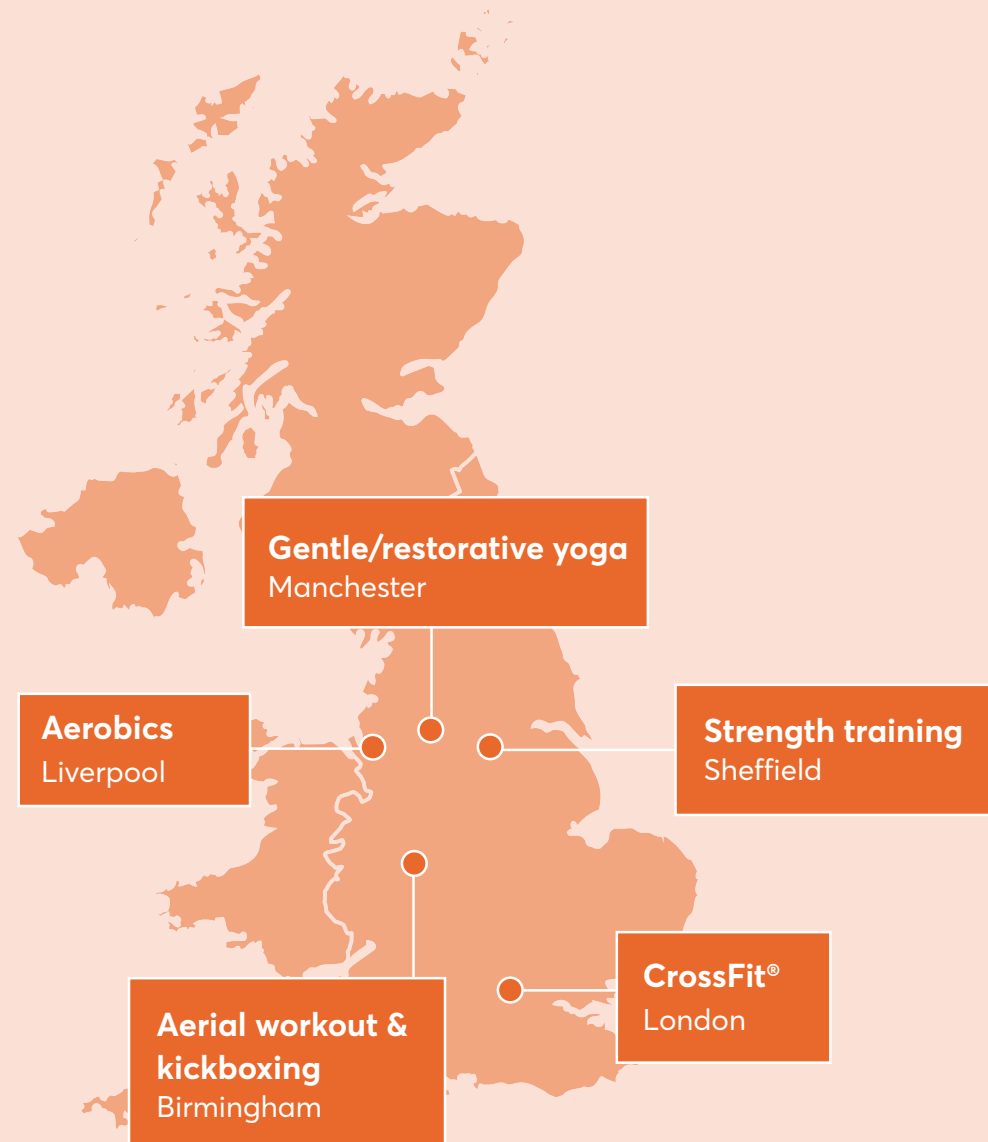 Gentle/restorative yoga
Manchester
Aerobics
Liverpool
Strength training
Sheffield
CrossFit®
London
Aerial workout &
kickboxing
Birmingham